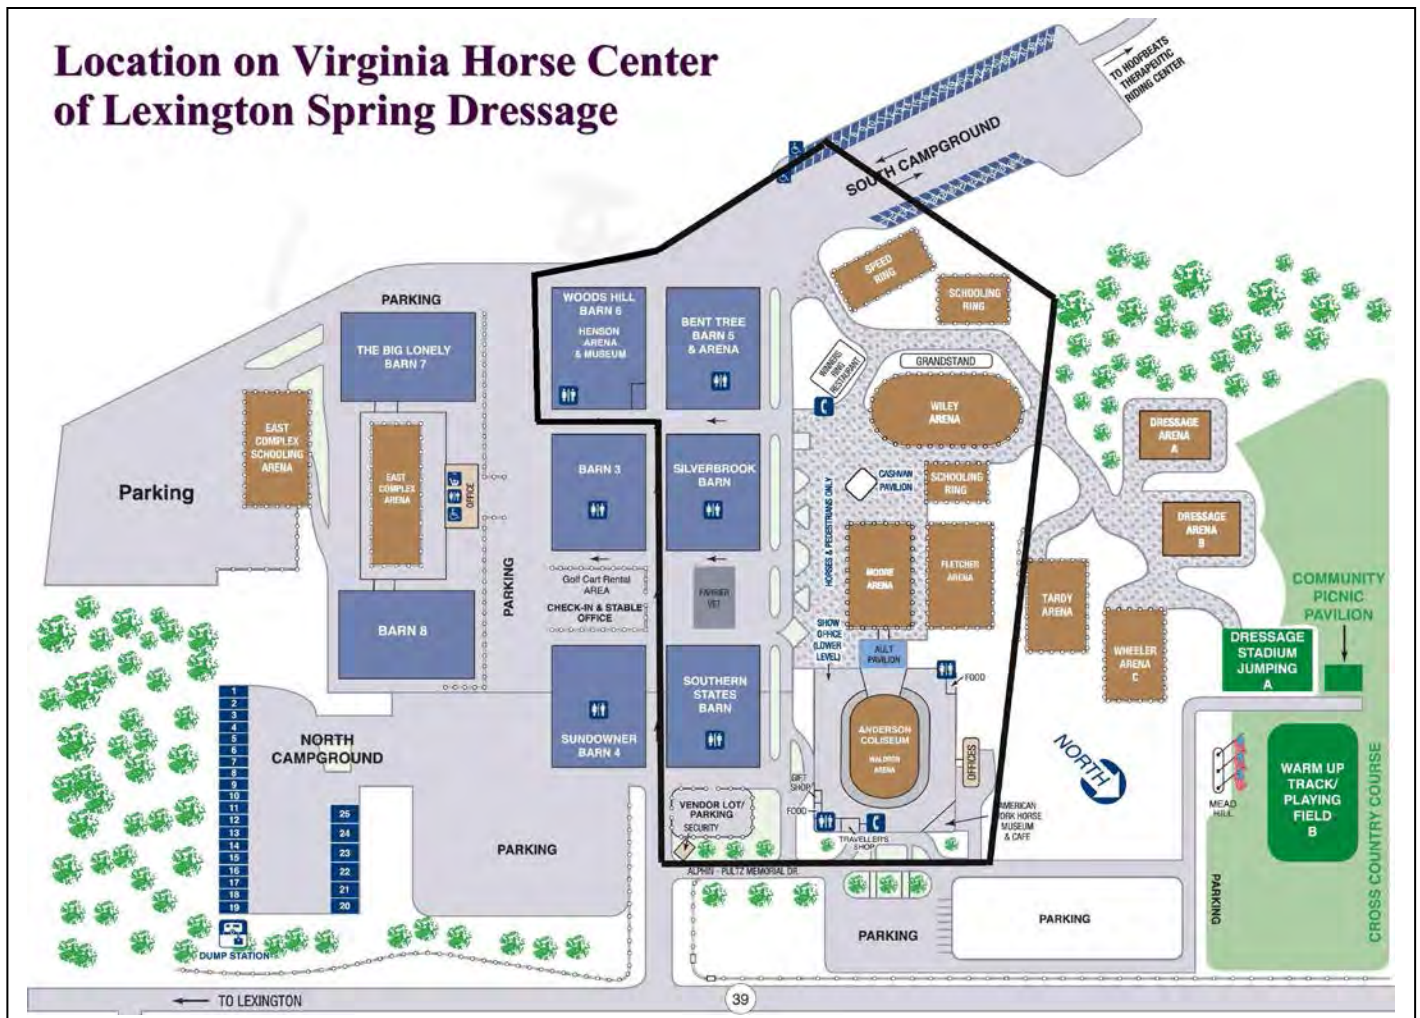 Location on Virginia Horse Center
of Lexington Spring Dressage
TO HOOFBEATS
THERAPEUTIC
RIDING CENTER
SOUTH CAMPGROUND
SPEED
RING
SCHOOLING
RING
PARKING
WOODS HILL
BARN 6
HENSON
ARENA
& MUSEUM
BENT TREE
BARN 5
& ARENA
THE BIG LONELY
BARN 7
WINNERS
RING
RESTAURANT
GRANDSTAND
WILEY
ARENA
DRESSAGE
ARENA
A
EAST
COMPLEX
SCHOOLING
ARENA
Parking
EAST
COMPLEX
ARENA
OFFICE
BARN 3
SILVERBROOK
BARN
CASHVAN
PAVILION
SCHOOLING
RING
HORSES & PEDESTRIANS ONLY
DRESSAGE
ARENA
B
PARKING
Golf Cart Rental
AREA
CHECK-IN & STABLE
OFFICE
FARRIER
VET
MOORE
ARENA
FLETCHER
ARENA
TARDY
ARENA
COMMUNITY
PICNIC
PAVILION
BARN 8
SHOW
OFFICE
(LOWER
LEVEL)
AULT
PAVILION
FOOD
WHEELER
ARENA
C
DRESSAGE
STADIUM
JUMPING
A
SOUTHERN
STATES
BARN
SUNDOWNER
BARN 4
ANDERSON
COLISEUM
WALDRON
ARENA
OFFICES
NORTH
NORTH
CAMPGROUND
1
2
3
4
5
6
7
8
9
10
11
12
13
14
15
16
17
18
19
25
24
23
22
21
20
GIFT
SHOP
FOOD
VENDOR LOT/
PARKING
SECURITY
TRAVELLER'S
SHOP
AMERICAN
WORK HORSE
MUSEUM
& CAFE
MEAD
HILL
WARM UP
TRACK/
PLAYING
FIELD
B
CROSS COUNTRY COURSE
PARKING
ALPHIN - PULTZ MEMORIAL DR.
PARKING
PARKING
PARKING
DUMP STATION
TO LEXINGTON
39